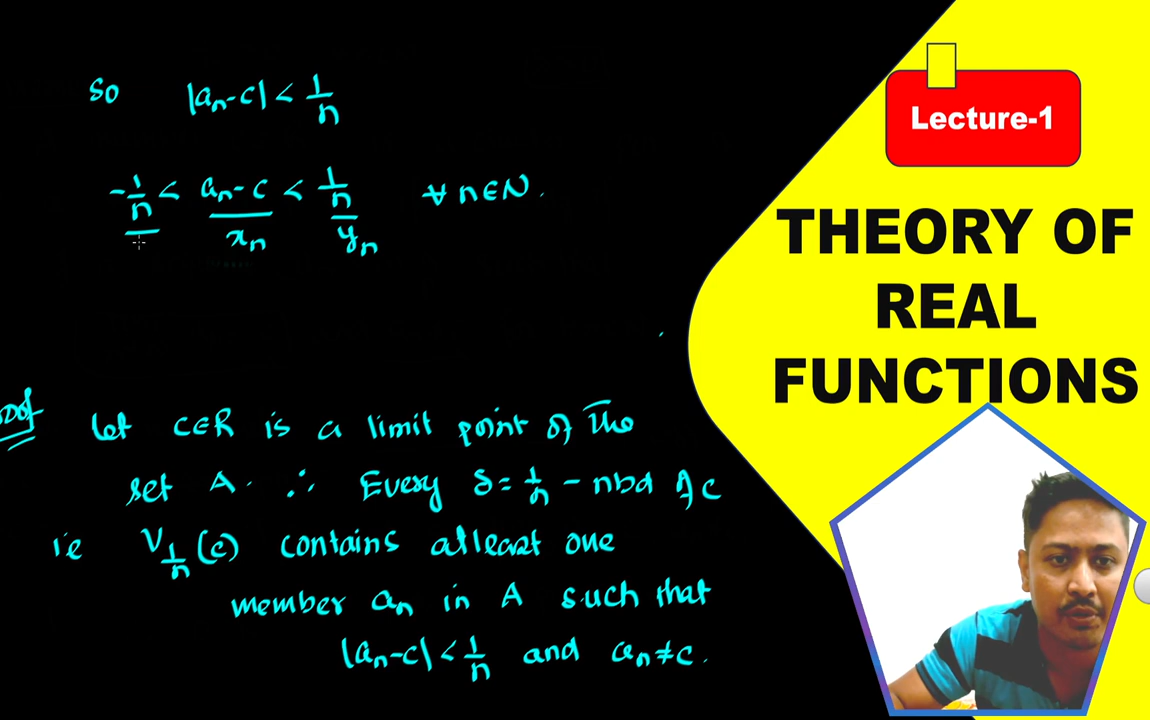 So |an-c| < 1/n
-1/n < an-c < 1/n ∀ n∈N.
xn yn
Let c∈R is a limit point of the
set A. ∴ Every δ = 1/n - nbd of c
ie V1/n (c) contains atleast one
member an in A such that
|an-c| < 1/n and an≠c.
Lecture-1
THEORY OF
REAL
FUNCTIONS